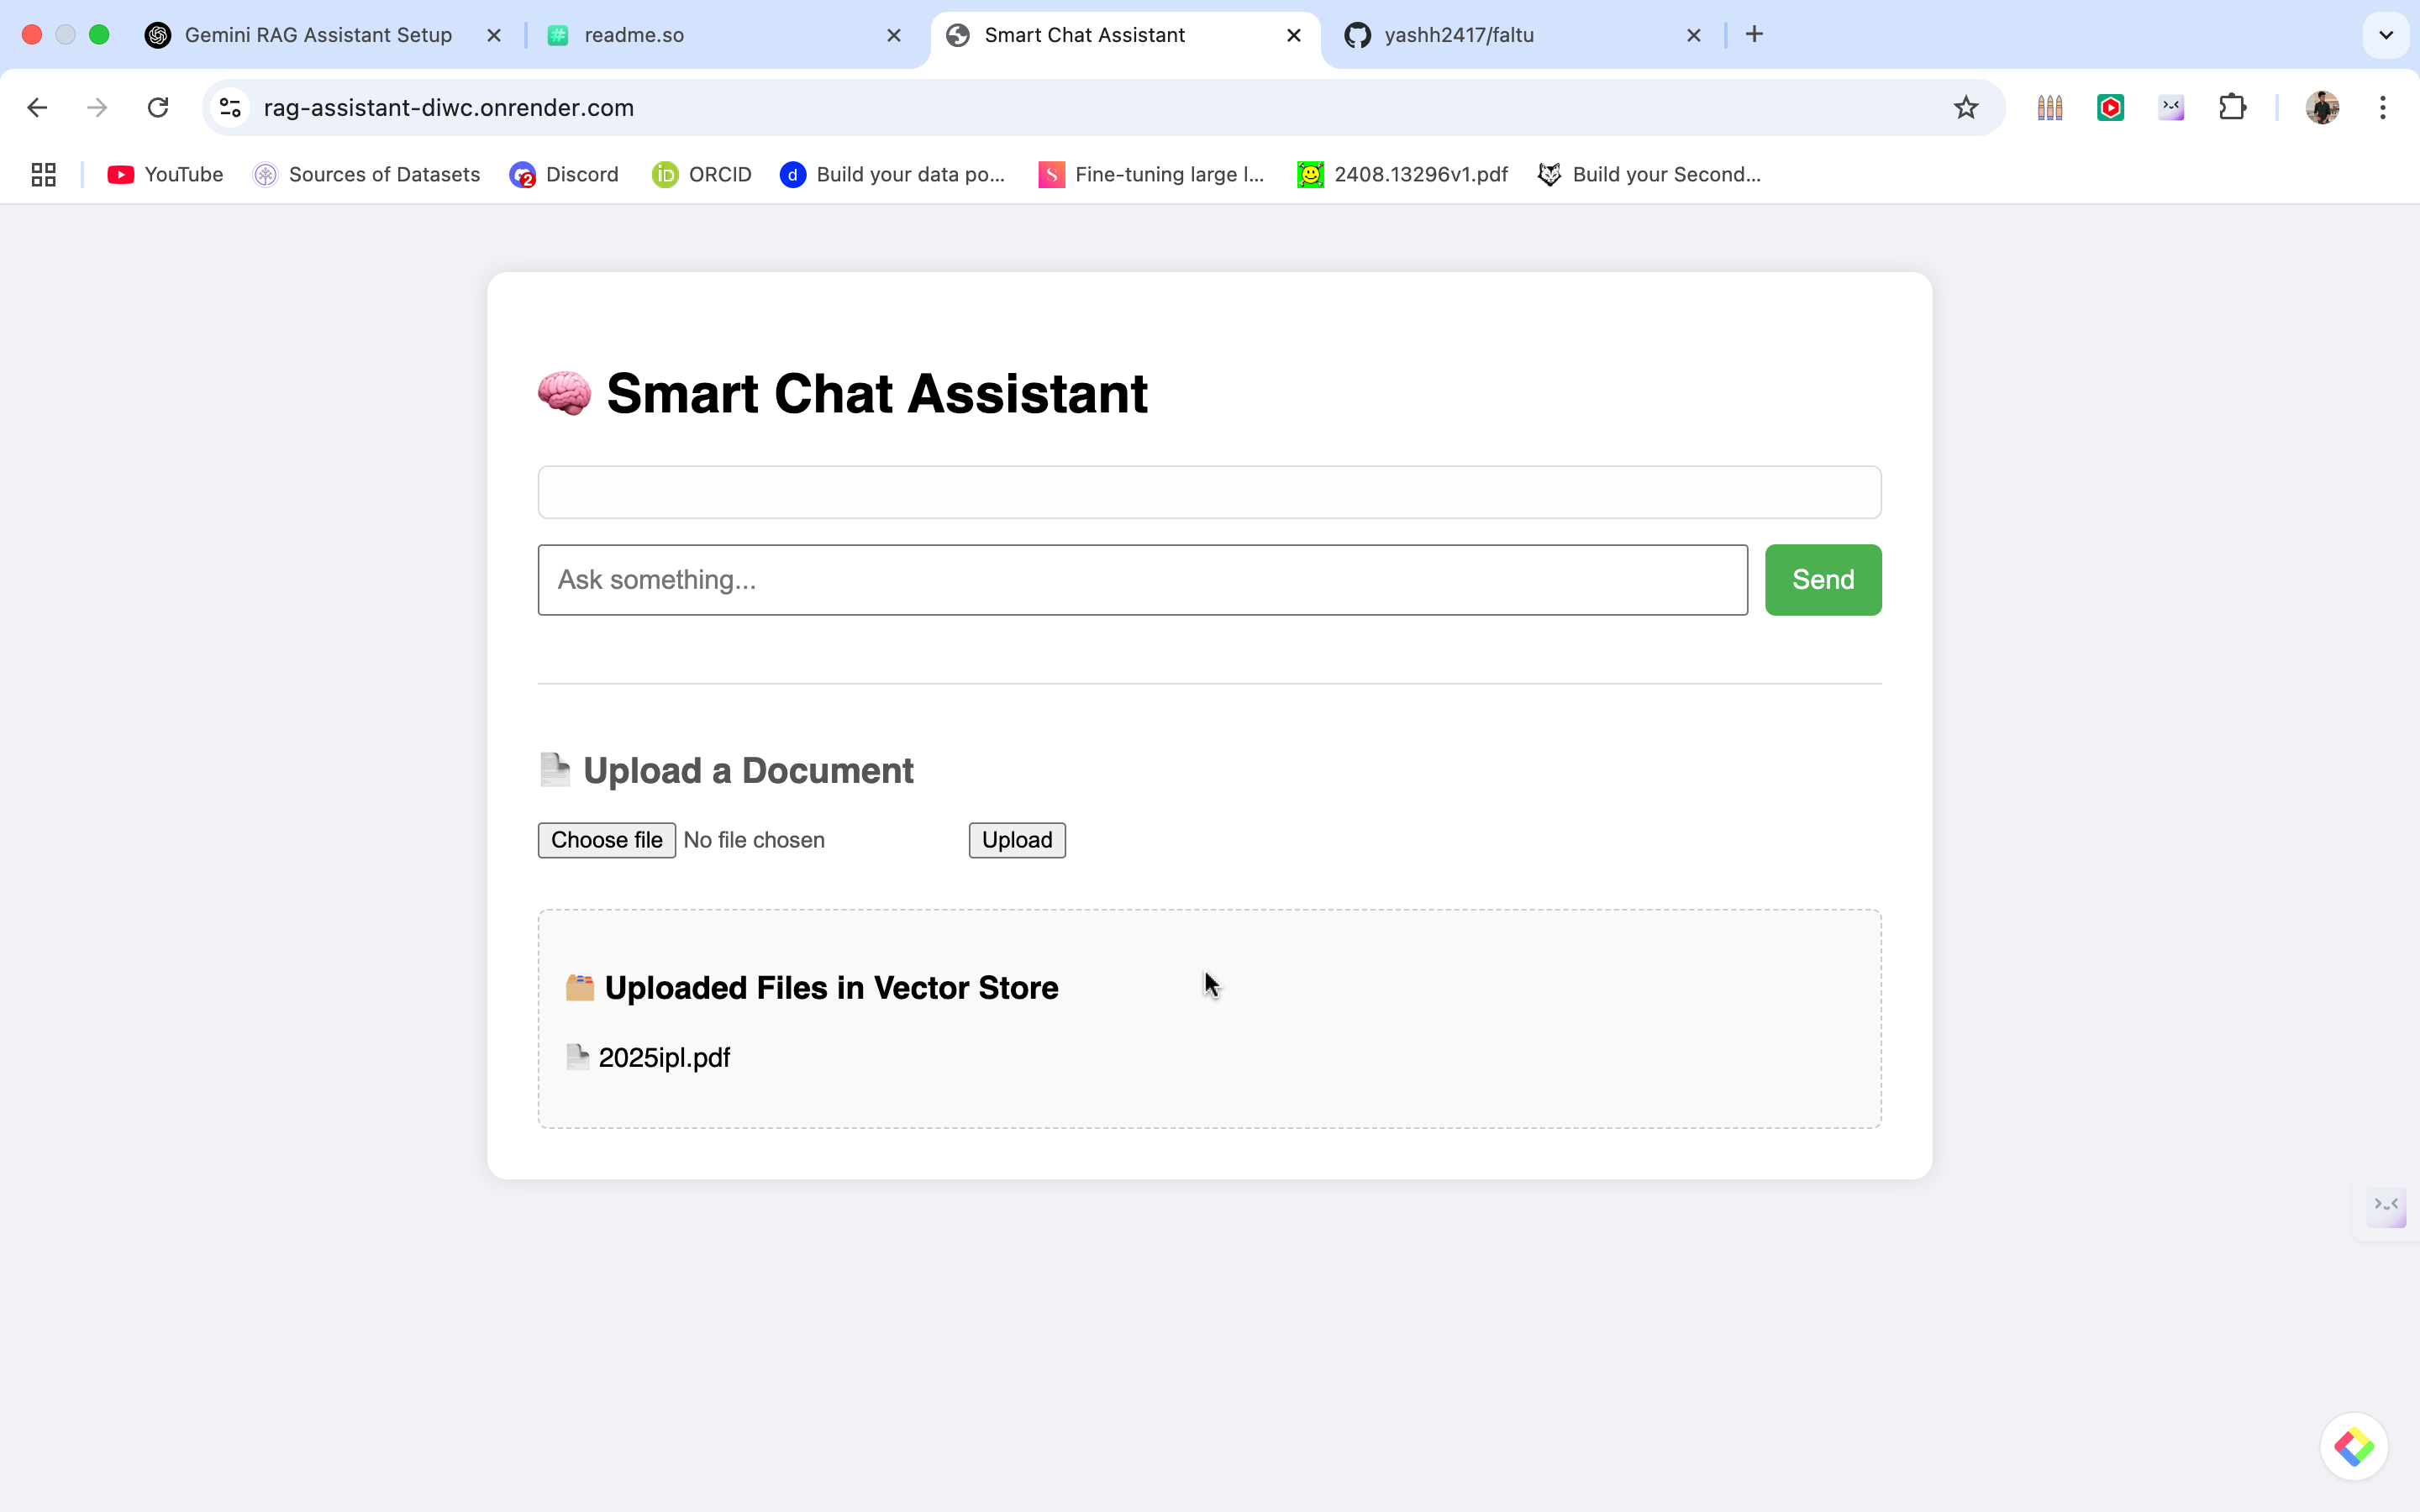 Gemini RAG Assistant Setup
readme.so
Smart Chat Assistant
yashh2417/faltu
rag-assistant-diwc.onrender.com
YouTube
Sources of Datasets
2
Discord
iD ORCID
d Build your data po...
S Fine-tuning large l...
2408.13296v1.pdf
Build your Second...
Smart Chat Assistant
Ask something...
Send
Upload a Document
Choose file No file chosen
Upload
Uploaded Files in Vector Store
2025ipl.pdf